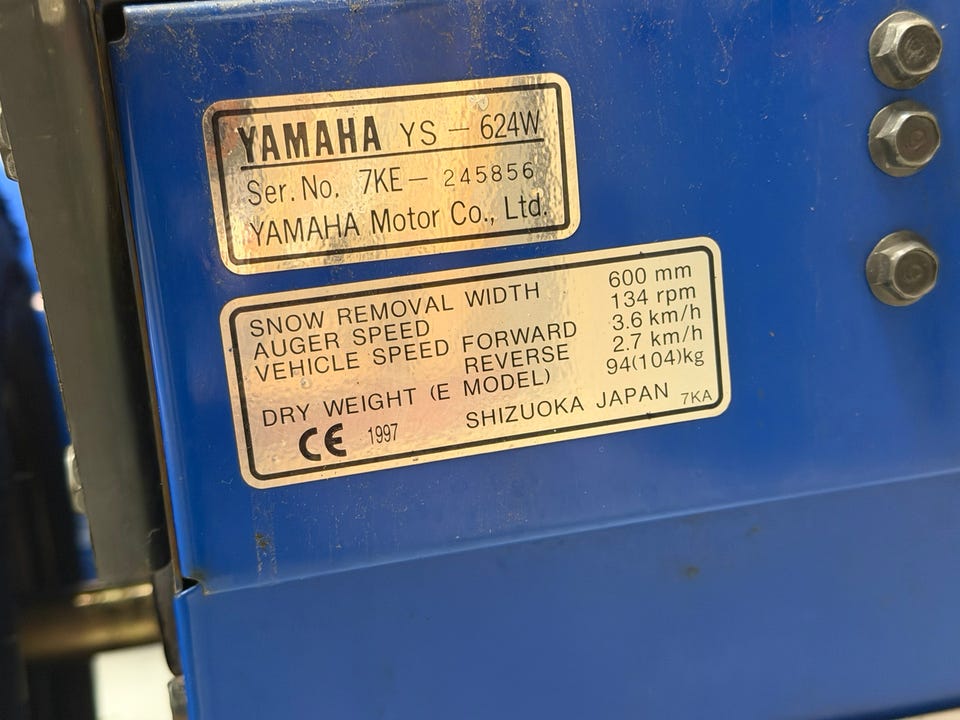 YAMAHA YS – 624W
Ser. No. 7KE – 245856
YAMAHA Motor Co., Ltd.
SNOW REMOVAL WIDTH 600 mm
AUGER SPEED 134 rpm
VEHICLE SPEED FORWARD 3.6 km/h
REVERSE 2.7 km/h
DRY WEIGHT (E MODEL) 94(104)kg
CE 1997 SHIZUOKA JAPAN 7KA